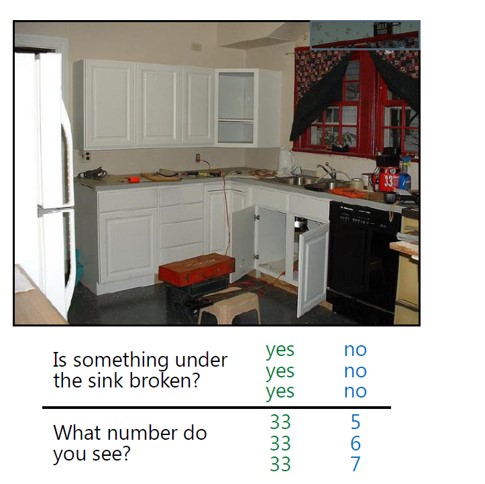 33
Is something under
the sink broken?
yes no
yes no
yes no
What number do
you see?
33 5
33 6
33 7